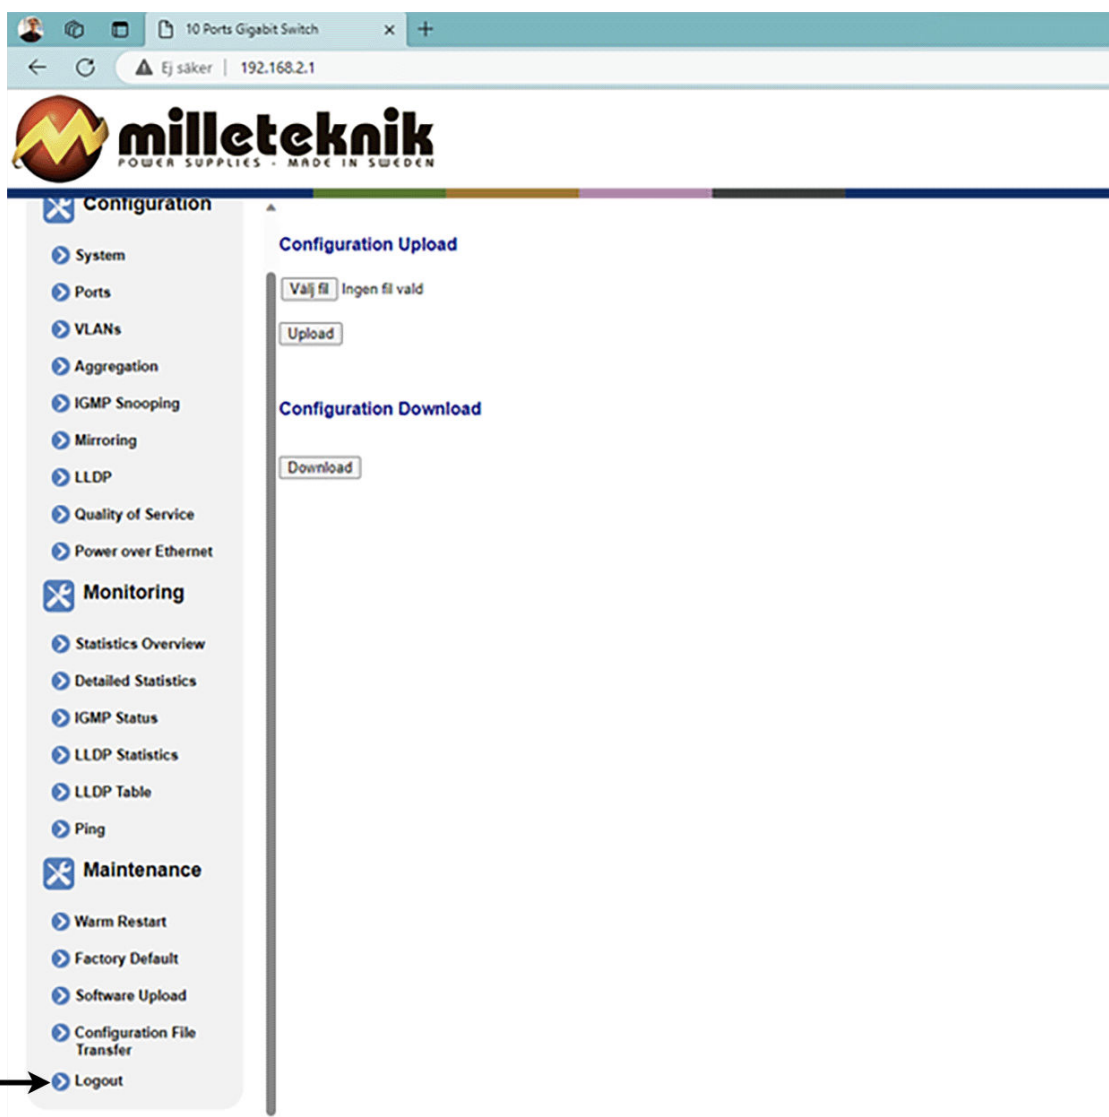 10 Ports Gigabit Switch
Ej säker | 192.168.2.1
milleteknik
POWER SUPPLIES - MADE IN SWEDEN
Configuration
System
Ports
VLANs
Aggregation
IGMP Snooping
Mirroring
LLDP
Quality of Service
Power over Ethernet
Monitoring
Statistics Overview
Detailed Statistics
IGMP Status
LLDP Statistics
LLDP Table
Ping
Maintenance
Warm Restart
Factory Default
Software Upload
Configuration File
Transfer
Logout
Configuration Upload
Välj fil Ingen fil vald
Upload
Configuration Download
Download